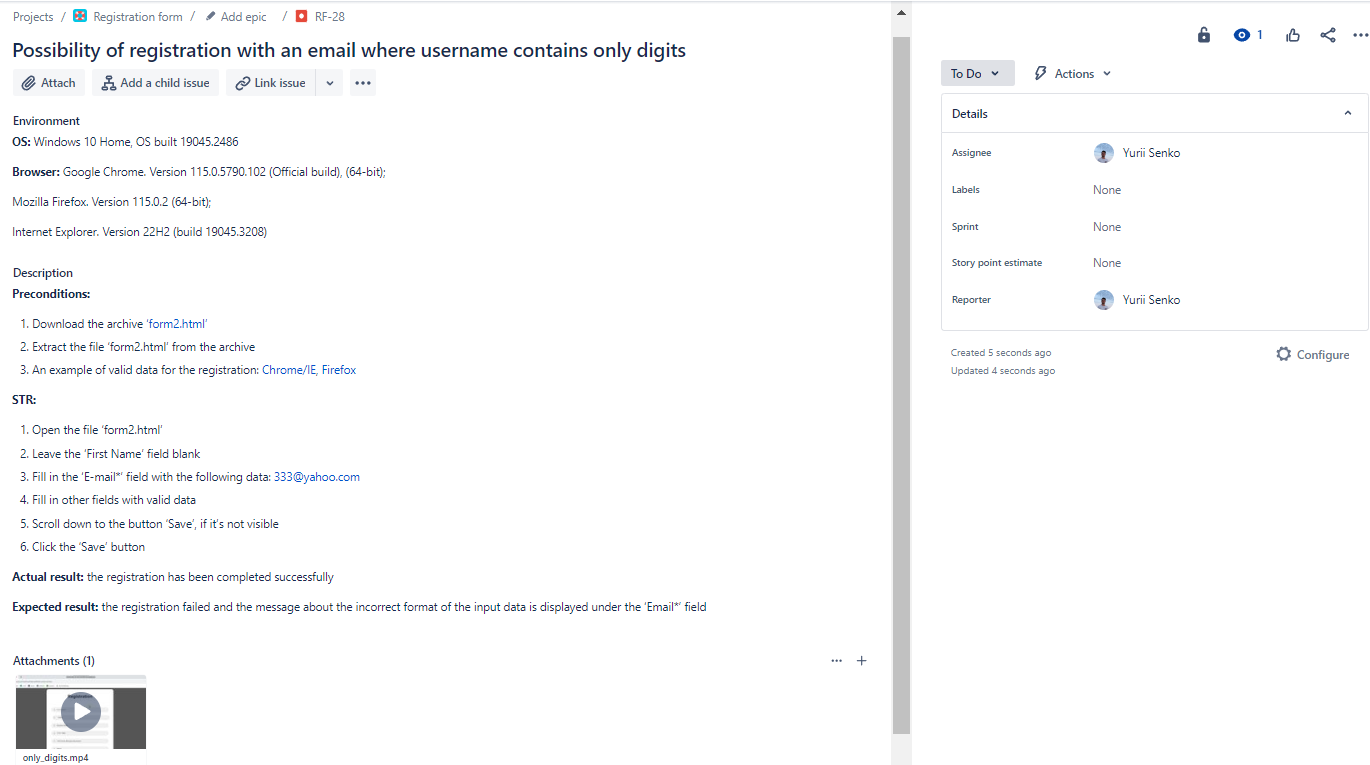 Projects / Registration form / Add epic / RF-28
Possibility of registration with an email where username contains only digits
Attach Add a child issue Link issue
Environment
OS: Windows 10 Home, OS built 19045.2486
Browser: Google Chrome. Version 115.0.5790.102 (Official build), (64-bit);
Mozilla Firefox. Version 115.0.2 (64-bit);
Internet Explorer. Version 22H2 (build 19045.3208)
Description
Preconditions:
1. Download the archive ‘form2.html’
2. Extract the file ‘form2.html’ from the archive
3. An example of valid data for the registration: Chrome/IE, Firefox
STR:
1. Open the file ‘form2.html’
2. Leave the ‘First Name’ field blank
3. Fill in the ‘E-mail*’ field with the following data: 333@yahoo.com
4. Fill in other fields with valid data
5. Scroll down to the button ‘Save’, if it’s not visible
6. Click the ‘Save’ button
Actual result: the registration has been completed successfully
Expected result: the registration failed and the message about the incorrect format of the input data is displayed under the ‘Email*’ field
Attachments (1)
only_digits.mp4
1
To Do Actions
Details
Assignee Yurii Senko
Labels None
Sprint None
Story point estimate None
Reporter Yurii Senko
Created 5 seconds ago
Configure
Updated 4 seconds ago